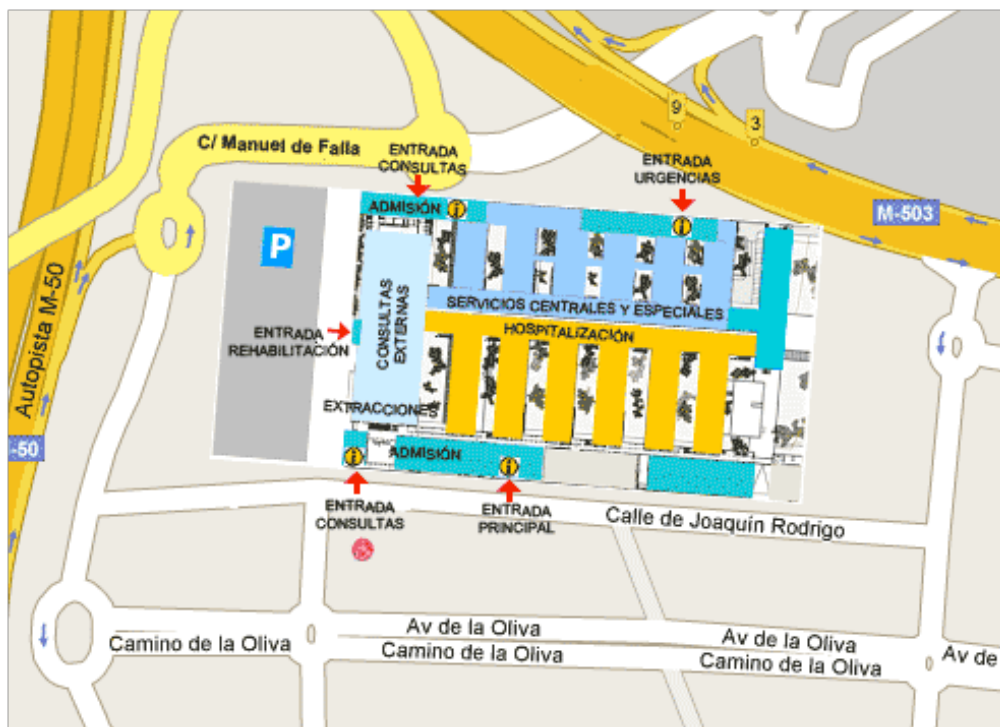 9
3
C/ Manuel de Falla
ENTRADA
CONSULTAS
ENTRADA
URGENCIAS
ADMISIÓN
M-503
P
CONSULTAS
EXTERNAS
SERVICIOS CENTRALES Y ESPECIALES
HOSPITALIZACIÓN
ENTRADA
REHABILITACIÓN
Autopista M-50
EXTRACCIONES
ADMISIÓN
-50
ENTRADA
CONSULTAS
ENTRADA
PRINCIPAL
Calle de Joaquín Rodrigo
Camino de la Oliva
Av de la Oliva
Camino de la Oliva
Av de la Oliva
Camino de la Oliva
Av de